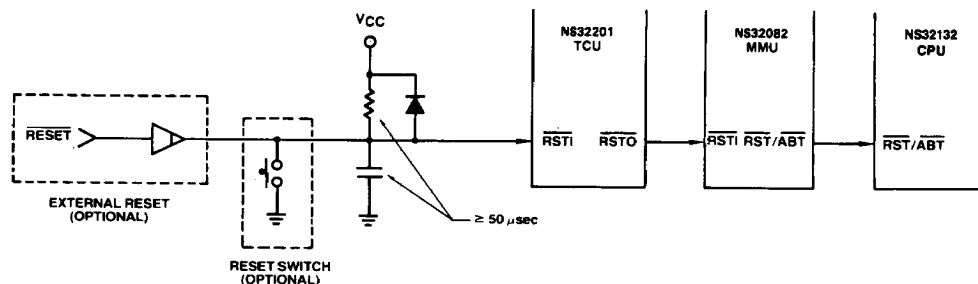 VCC
NS32201
TCU
NS32082
MMU
NS32132
CPU
RESET
RSTI
RSTO
RSTI
RST/ABT
RST/ABT
EXTERNAL RESET
(OPTIONAL)
≥ 50 μsec
RESET SWITCH
(OPTIONAL)